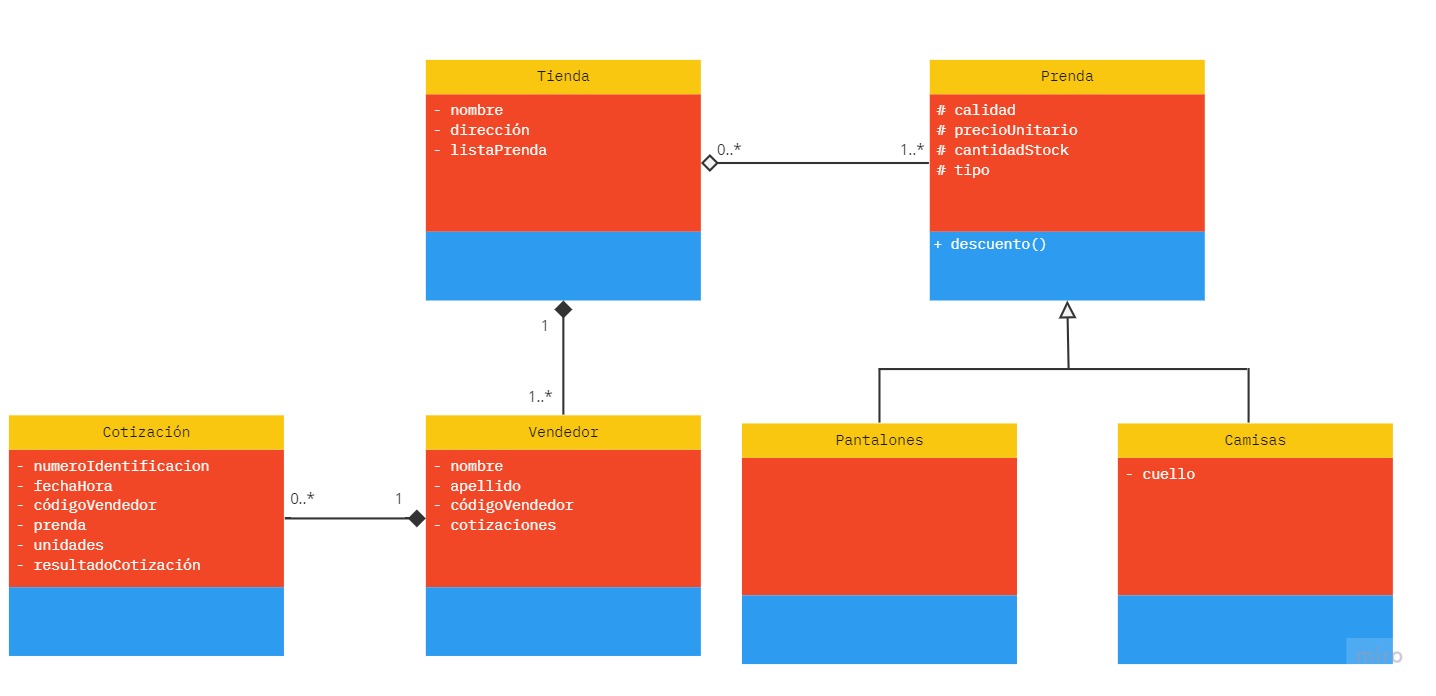 Tienda
- nombre
- dirección
- listaPrenda
0..*
1..*
Prenda
# calidad
# precioUnitario
# cantidadStock
# tipo
+ descuento()
1
1..*
Cotización
- numeroIdentificacion
- fechaHora
- códigoVendedor
- prenda
- unidades
- resultadoCotización
0..*
1
Vendedor
- nombre
- apellido
- códigoVendedor
- cotizaciones
Pantalones
Camisas
- cuello
miro